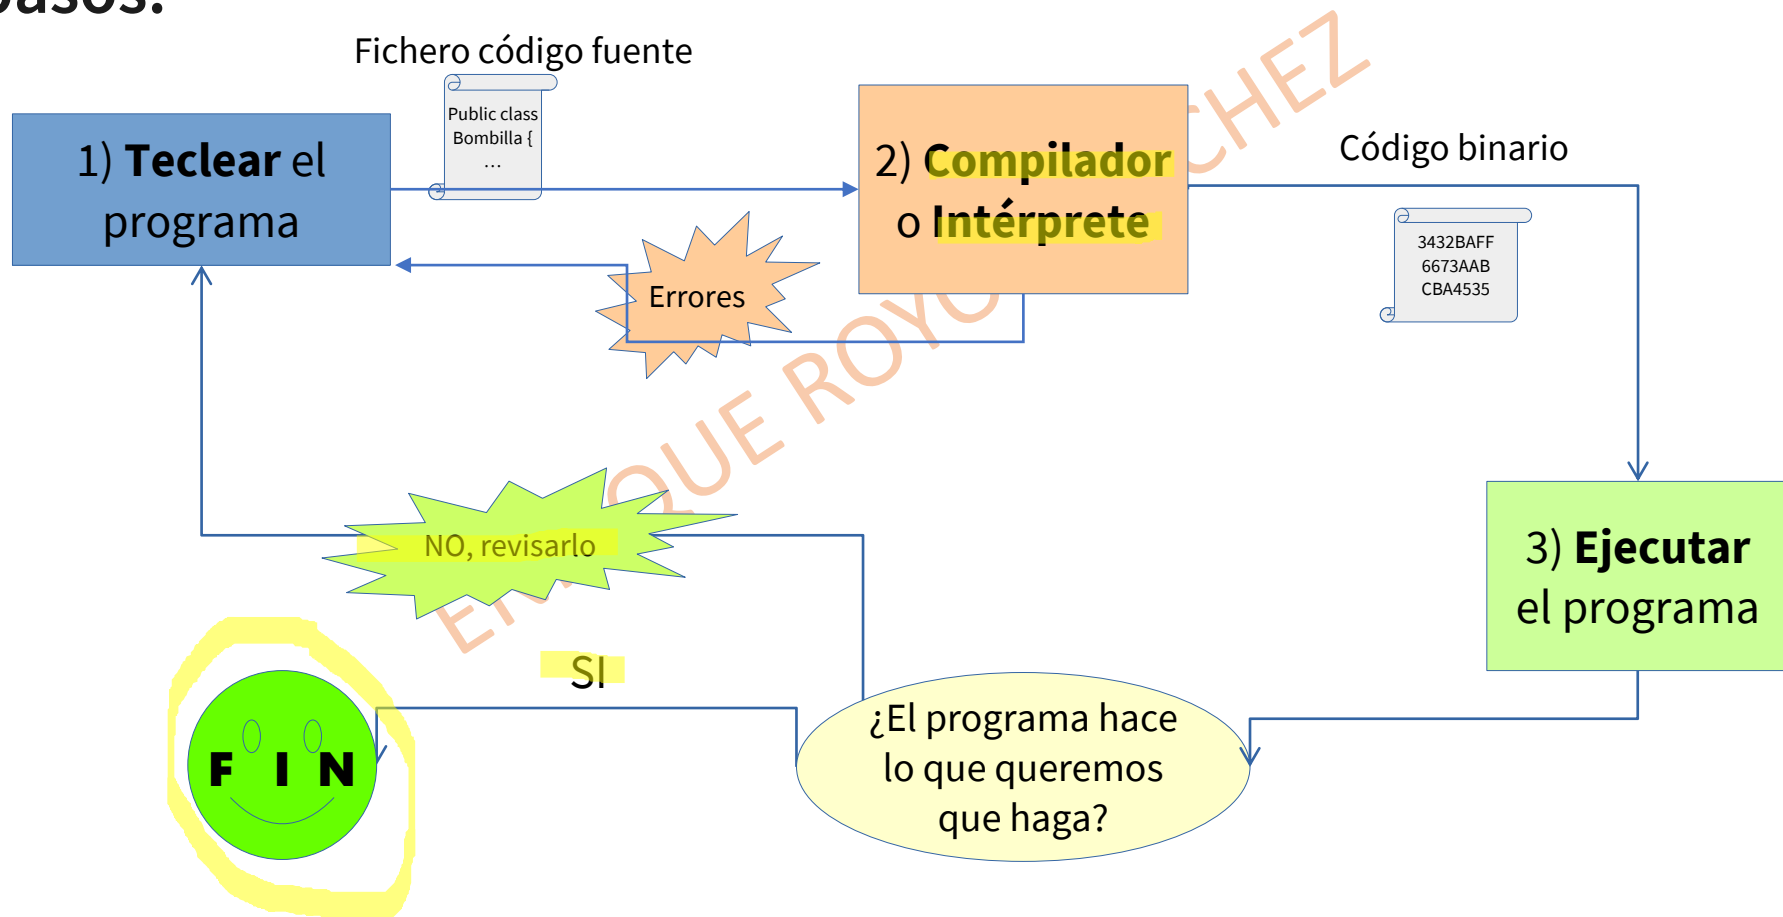 pasos:
Fichero código fuente
Public class
Bombilla {
...
1) Teclear el
programa
2) Compilador
o Intérprete
Código binario
3432BAFF
6673AAB
CBA4535
Errores
NO, revisarlo
3) Ejecutar
el programa
SI
¿El programa hace
lo que queremos
que haga?
F I N